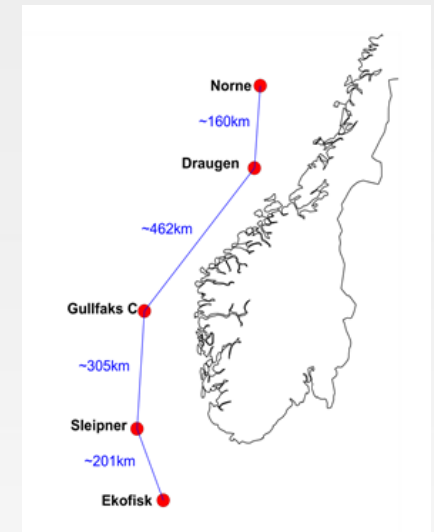 Norne
~160km
Draugen
~462km
Gullfaks C
~305km
Sleipner
~201km
Ekofisk